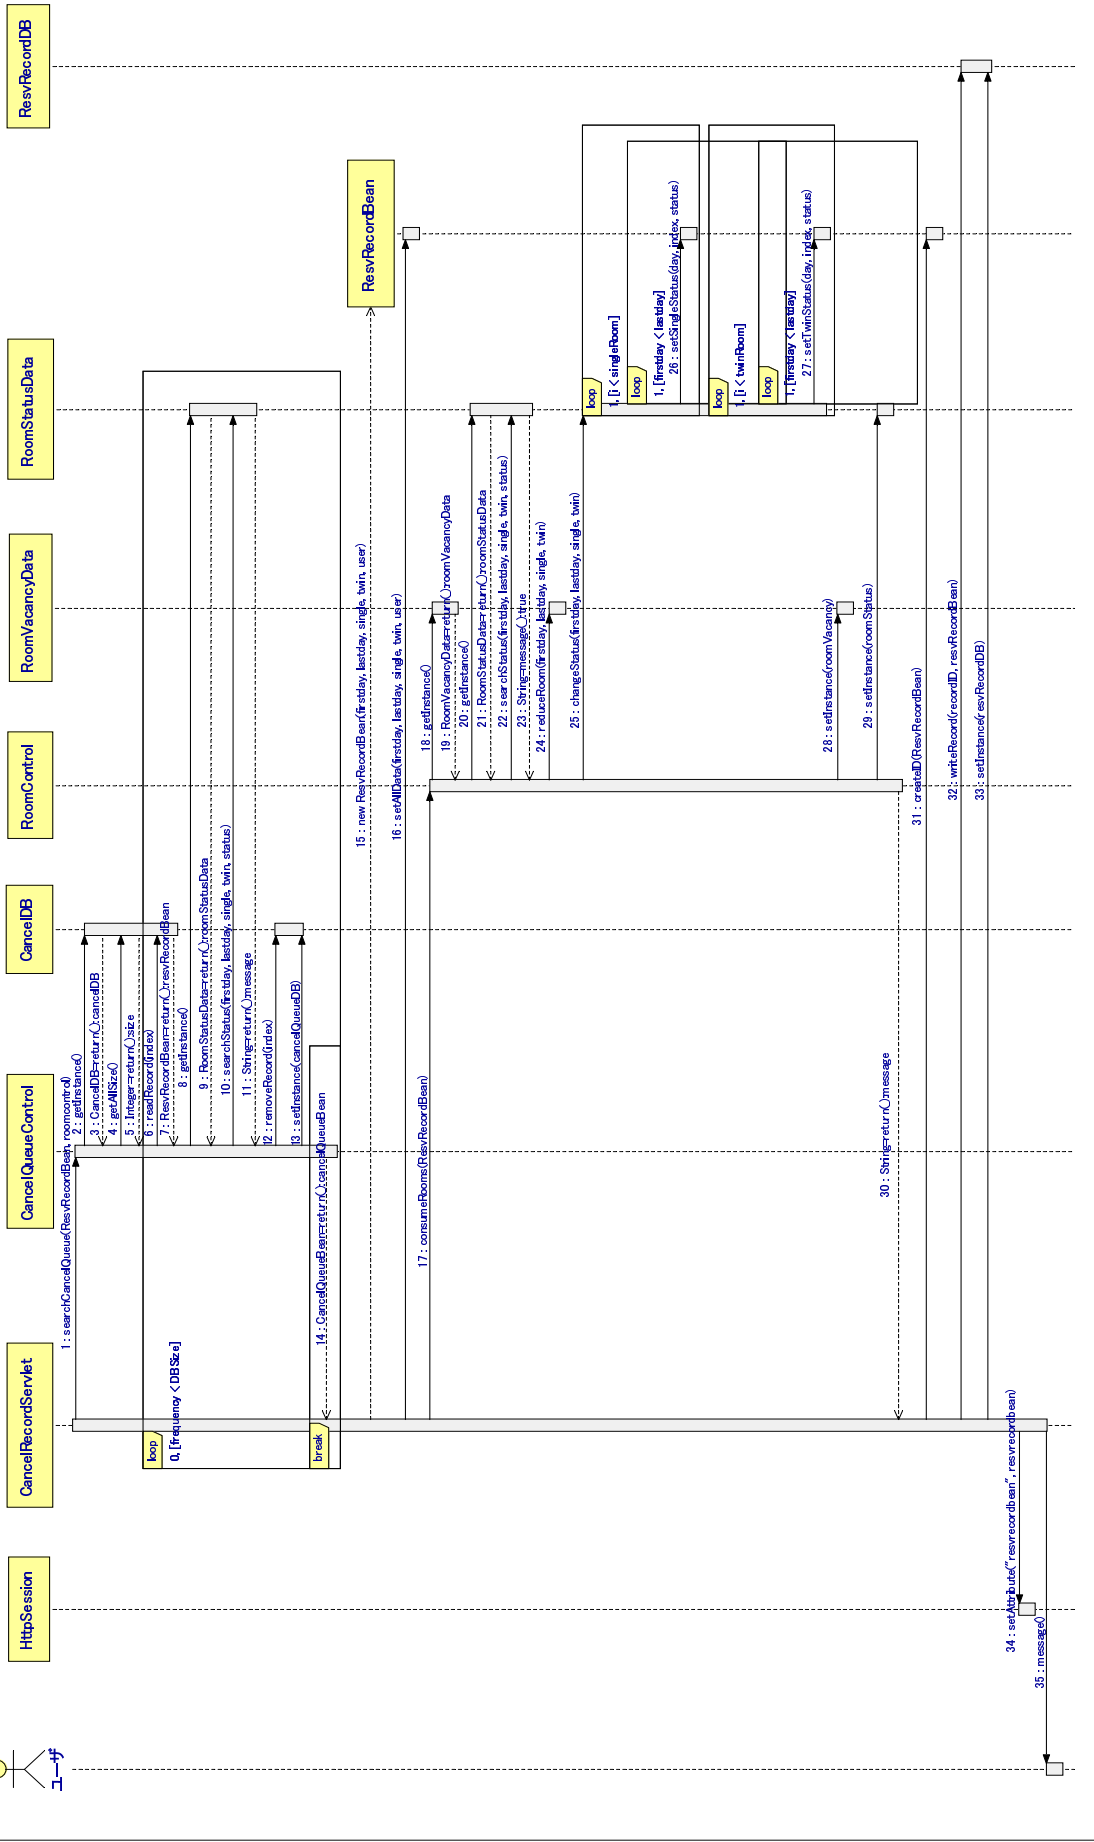 ユーザ
HttpSession
CancelRecordServlet
CancelQueueControl
CancelDB
RoomControl
RoomVacancyData
RoomStatusData
ResvRecordBean
ResvRecordDB
1 : searchCancelQueue(ResvRecordBean, roomcontrol)
2 : getInstance()
3 : CancelDB=return():cancelDB
4 : getAllSize()
5 : Integer=return():size
loop
0, [frequency < DBSize]
6 : readRecord(index)
7 : ResvRecordBean=return():resvRecordBean
8 : getInstance()
9 : RoomStatusData=return():roomStatusData
10 : searchStatus(firstday, lastday, single, twin, status)
11 : String=return():message
12 : removeRecord(index)
13 : setInstance(cancelQueueDB)
break
14 : CancelQueueBean=return():cancelQueueBean
15 : new ResvRecordBean(firstday, lastday, single, twin, user)
16 : setAllData(firstday, lastday, single, twin, user)
17 : consumeRooms(ResvRecordBean)
18 : getInstance()
19 : RoomVacancyData=return():roomVacancyData
20 : getInstance()
21 : RoomStatusData=return():roomStatusData
22 : searchStatus(firstday, lastday, single, twin, status)
23 : String=message():true
24 : reduceRoom(firstday, lastday, single, twin)
25 : changeStatus(firstday, lastday, single, twin)
loop
1, [i < singleRoom]
loop
1, [firstday < lastday]
26 : setSingleStatus(day, index, status)
loop
1, [i < twinRoom]
loop
1, [firstday < lastday]
27 : setTwinStatus(day, index, status)
28 : setInstance(roomVacancy)
29 : setInstance(roomStatus)
30 : String=return():message
31 : createID(ResvRecordBean)
32 : writeRecord(recordID, resvRecordBean)
33 : setInstance(resvRecordDB)
34 : setAttribute("resvrecordbean", resvrecordbean)
35 : message()